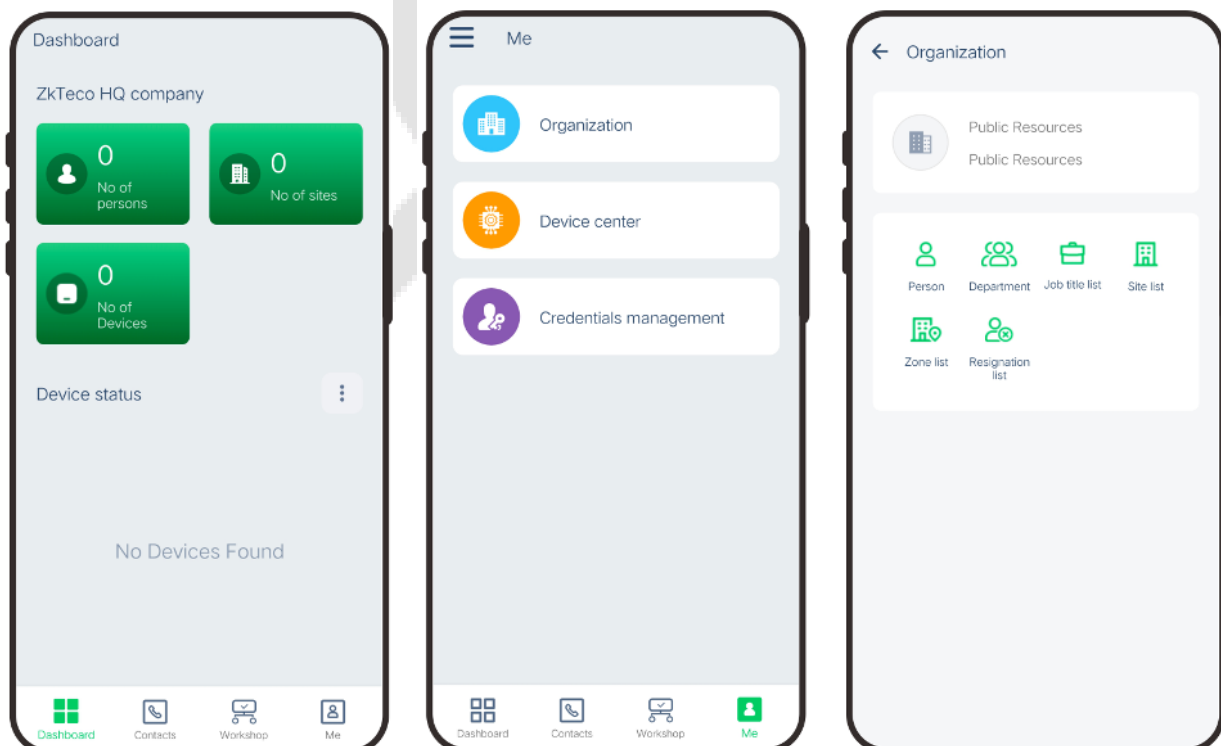 Dashboard
ZkTeco HQ company
0
No of
persons
0
No of sites
0
No of
Devices
Device status
No Devices Found
Dashboard
Contacts
Workshop
Me
Me
Organization
Device center
Credentials management
Dashboard
Contacts
Workshop
Me
Organization
Public Resources
Public Resources
Person
Department
Job title list
Site list
Zone list
Resignation
list